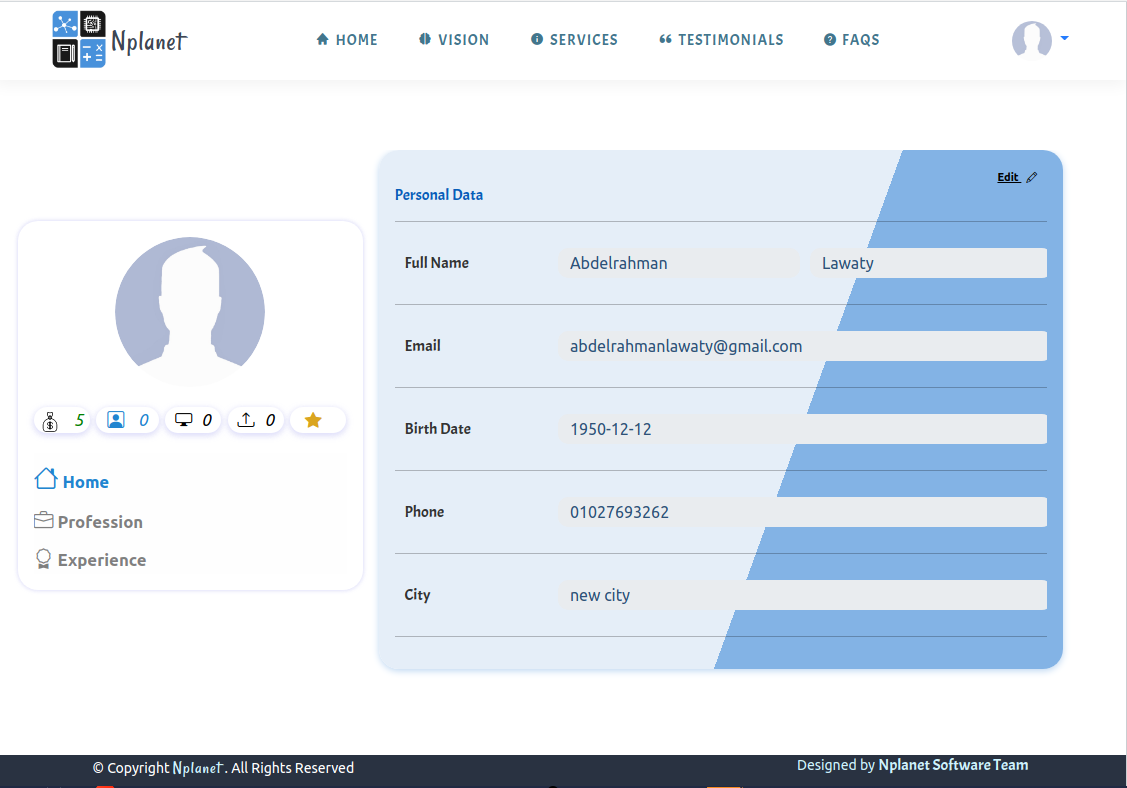 Nplanet
HOME VISION SERVICES TESTIMONIALS FAQS
Edit
Personal Data
Full Name Abdelrahman Lawaty
Email abdelrahmanlawaty@gmail.com
Birth Date 1950-12-12
Phone 01027693262
City new city
5 0 0 0
Home
Profession
Experience
© Copyright Nplanet. All Rights Reserved
Designed by Nplanet Software Team